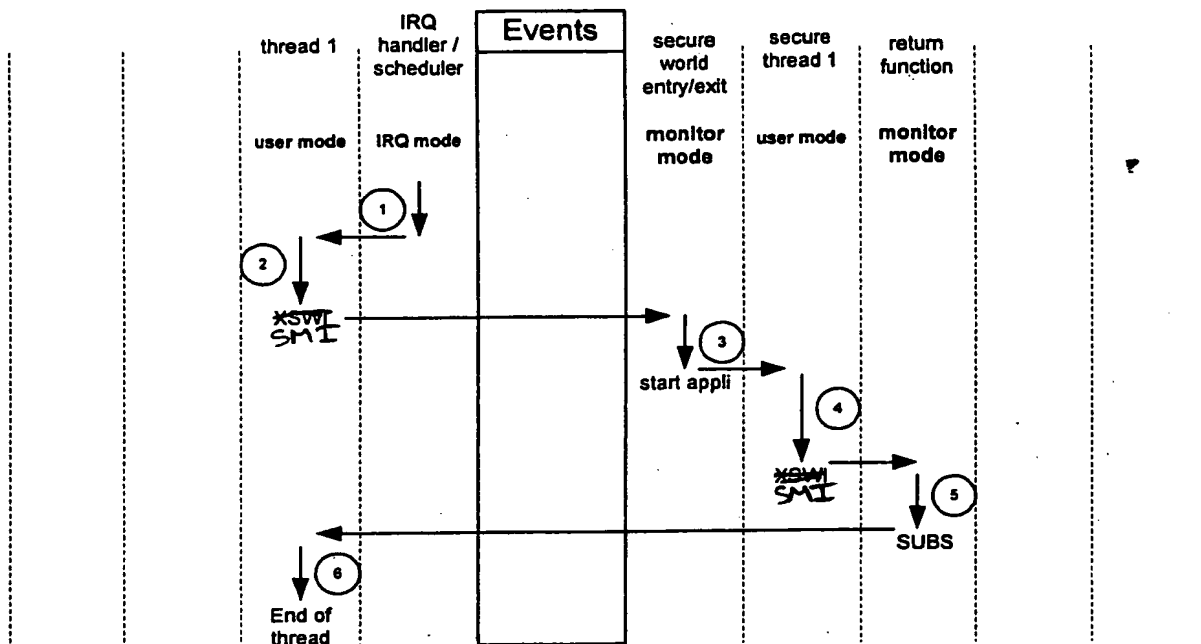 thread 1
IRQ
handler /
scheduler
Events
secure
world
entry/exit
secure
thread 1
return
function
user mode
IRQ mode
monitor
mode
user mode
monitor
mode
1
2
XSWI
SMI
3
start appli
4
XSWI
SMI
5
SUBS
6
End of
thread